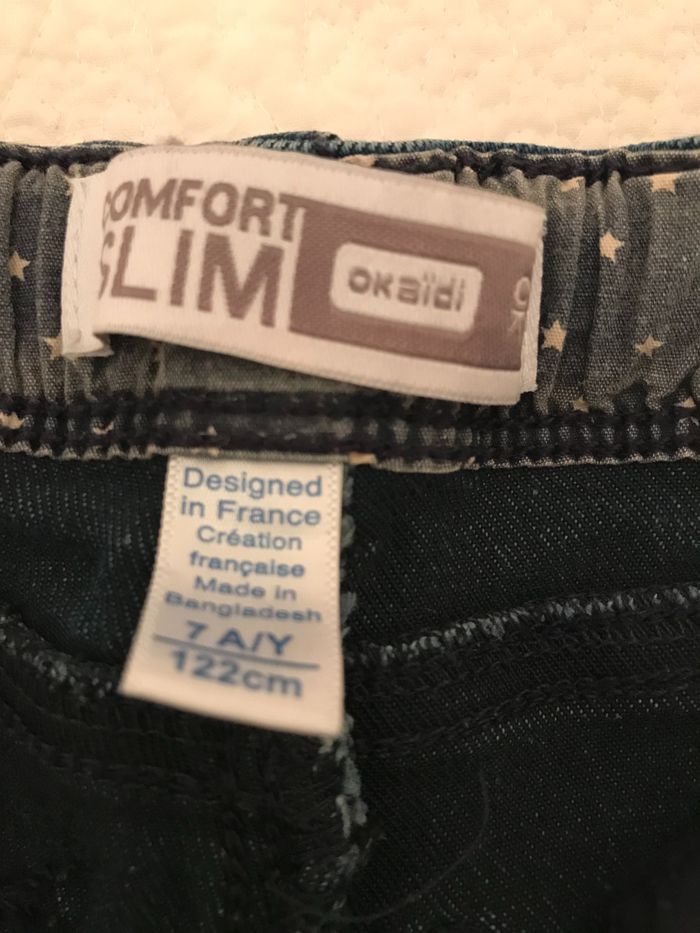 COMFORT
SLIM
OKaïdi
Designed
in France
Création
française
Made in
Bangladesh
7 A/Y
122cm